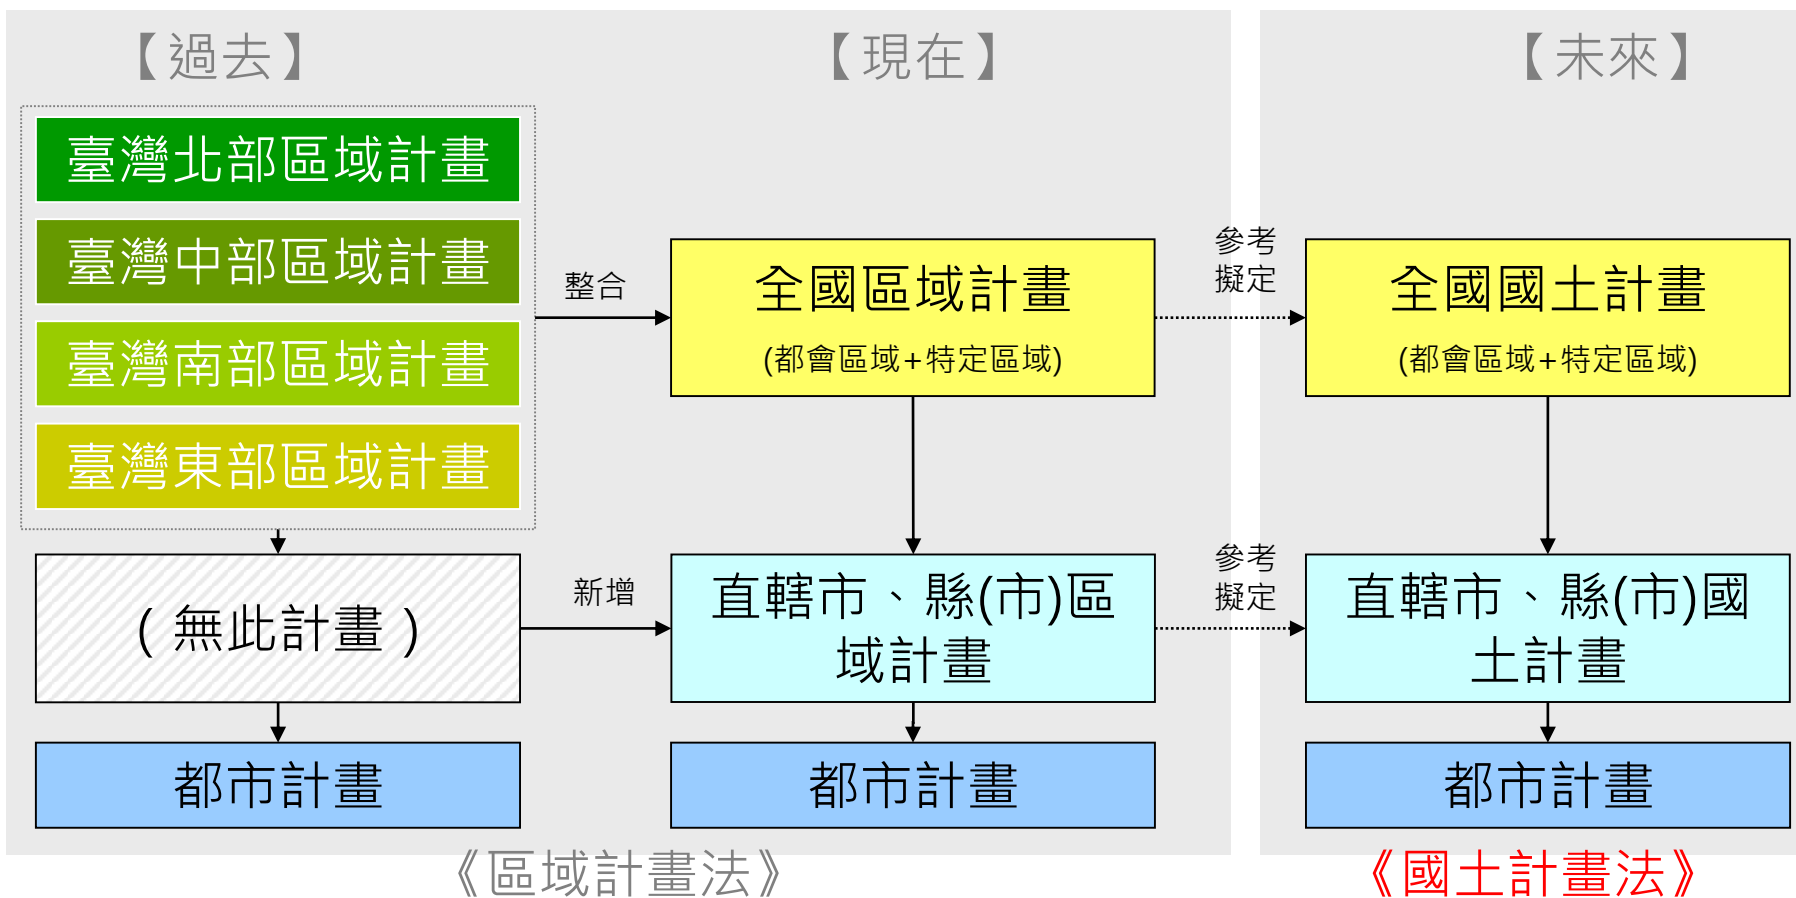 【過去】
【現在】
【未來】
臺灣北部區域計畫
臺灣中部區域計畫
臺灣南部區域計畫
臺灣東部區域計畫
整合
全國區域計畫
(都會區域+特定區域)
參考
擬定
全國國土計畫
(都會區域+特定區域)
( 無此計畫 )
新增
直轄市、縣(市)區
域計畫
參考
擬定
直轄市、縣(市)國
土計畫
都市計畫
都市計畫
都市計畫
《區域計畫法》
《國土計畫法》